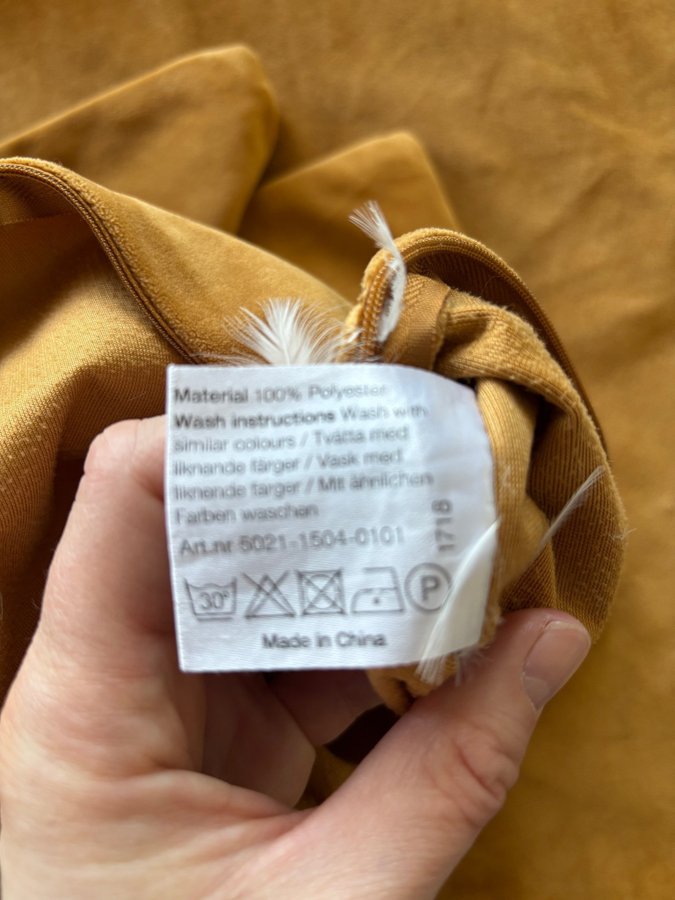 Material 100% Polyester
Wash instructions Wash with
similar colours / Tvätta med
liknande färger / Vask med
liknende farger / Mit ähnlichen
Farben waschen
Art.nr 5021-1504-0101
1718
30°
P
Made in China